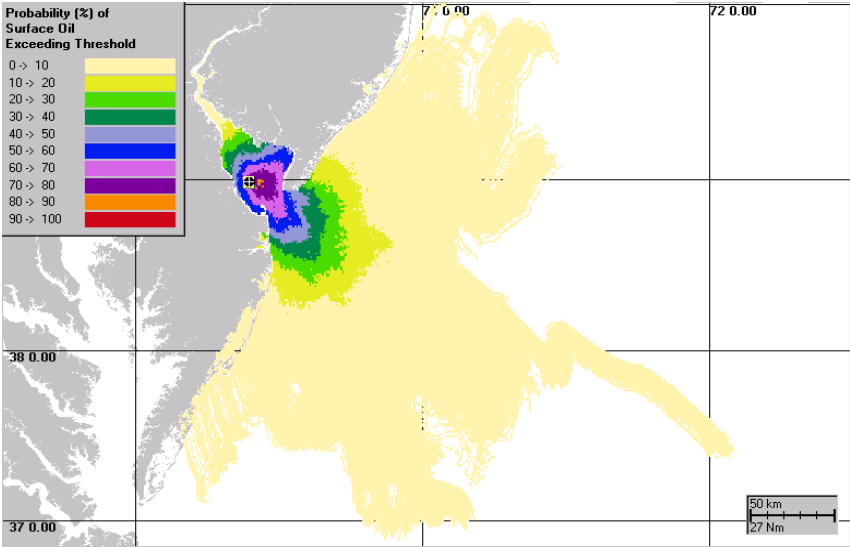 Probability (%) of
Surface Oil
Exceeding Threshold
0 -> 10
10 -> 20
20 -> 30
30 -> 40
40 -> 50
50 -> 60
60 -> 70
70 -> 80
80 -> 90
90 -> 100
0.00
72 0.00
38 0.00
37 0.00
50 km
27 Nm